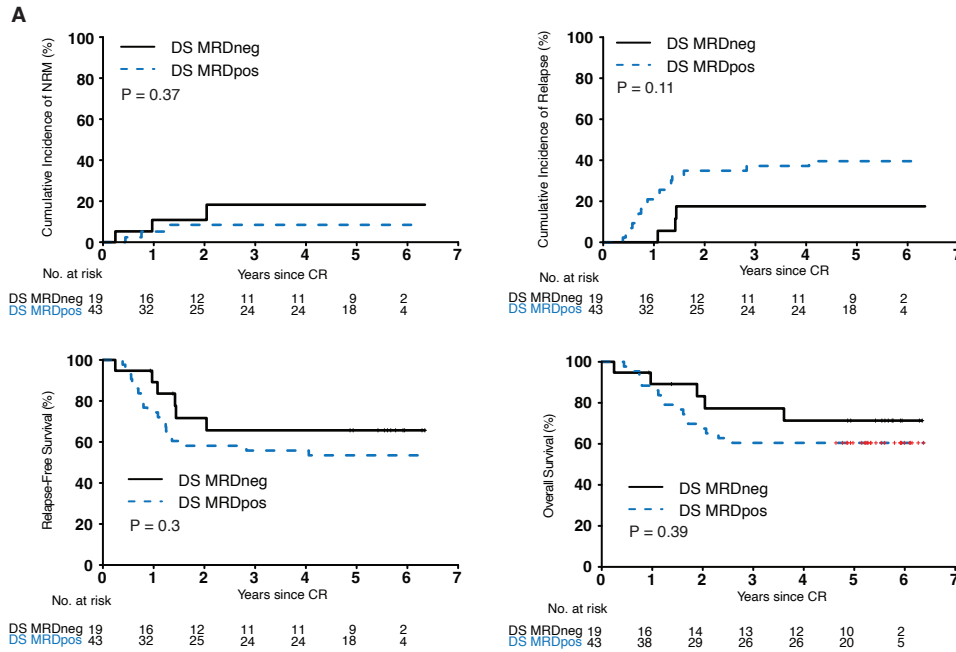 A
Cumulative Incidence of NRM (%)
100
80
60
40
20
0
DS MRDneg
DS MRDpos
P = 0.37
0 1 2 3 4 5 6 7
No. at risk
Years since CR
DS MRDneg 19 16 12 11 11 9 2
DS MRDpos 43 32 25 24 24 18 4
Cumulative Incidence of Relapse (%)
100
80
60
40
20
0
DS MRDneg
DS MRDpos
P = 0.11
0 1 2 3 4 5 6 7
No. at risk
Years since CR
DS MRDneg 19 16 12 11 11 9 2
DS MRDpos 43 32 25 24 24 18 4
Relapse-Free Survival (%)
100
80
60
40
20
0
DS MRDneg
DS MRDpos
P = 0.3
0 1 2 3 4 5 6 7
No. at risk
Years since CR
DS MRDneg 19 16 12 11 11 9 2
DS MRDpos 43 32 25 24 24 18 4
Overall Survival (%)
100
80
60
40
20
0
DS MRDneg
DS MRDpos
P = 0.39
0 1 2 3 4 5 6 7
No. at risk
Years since CR
DS MRDneg 19 16 14 13 12 10 2
DS MRDpos 43 38 29 26 26 20 5